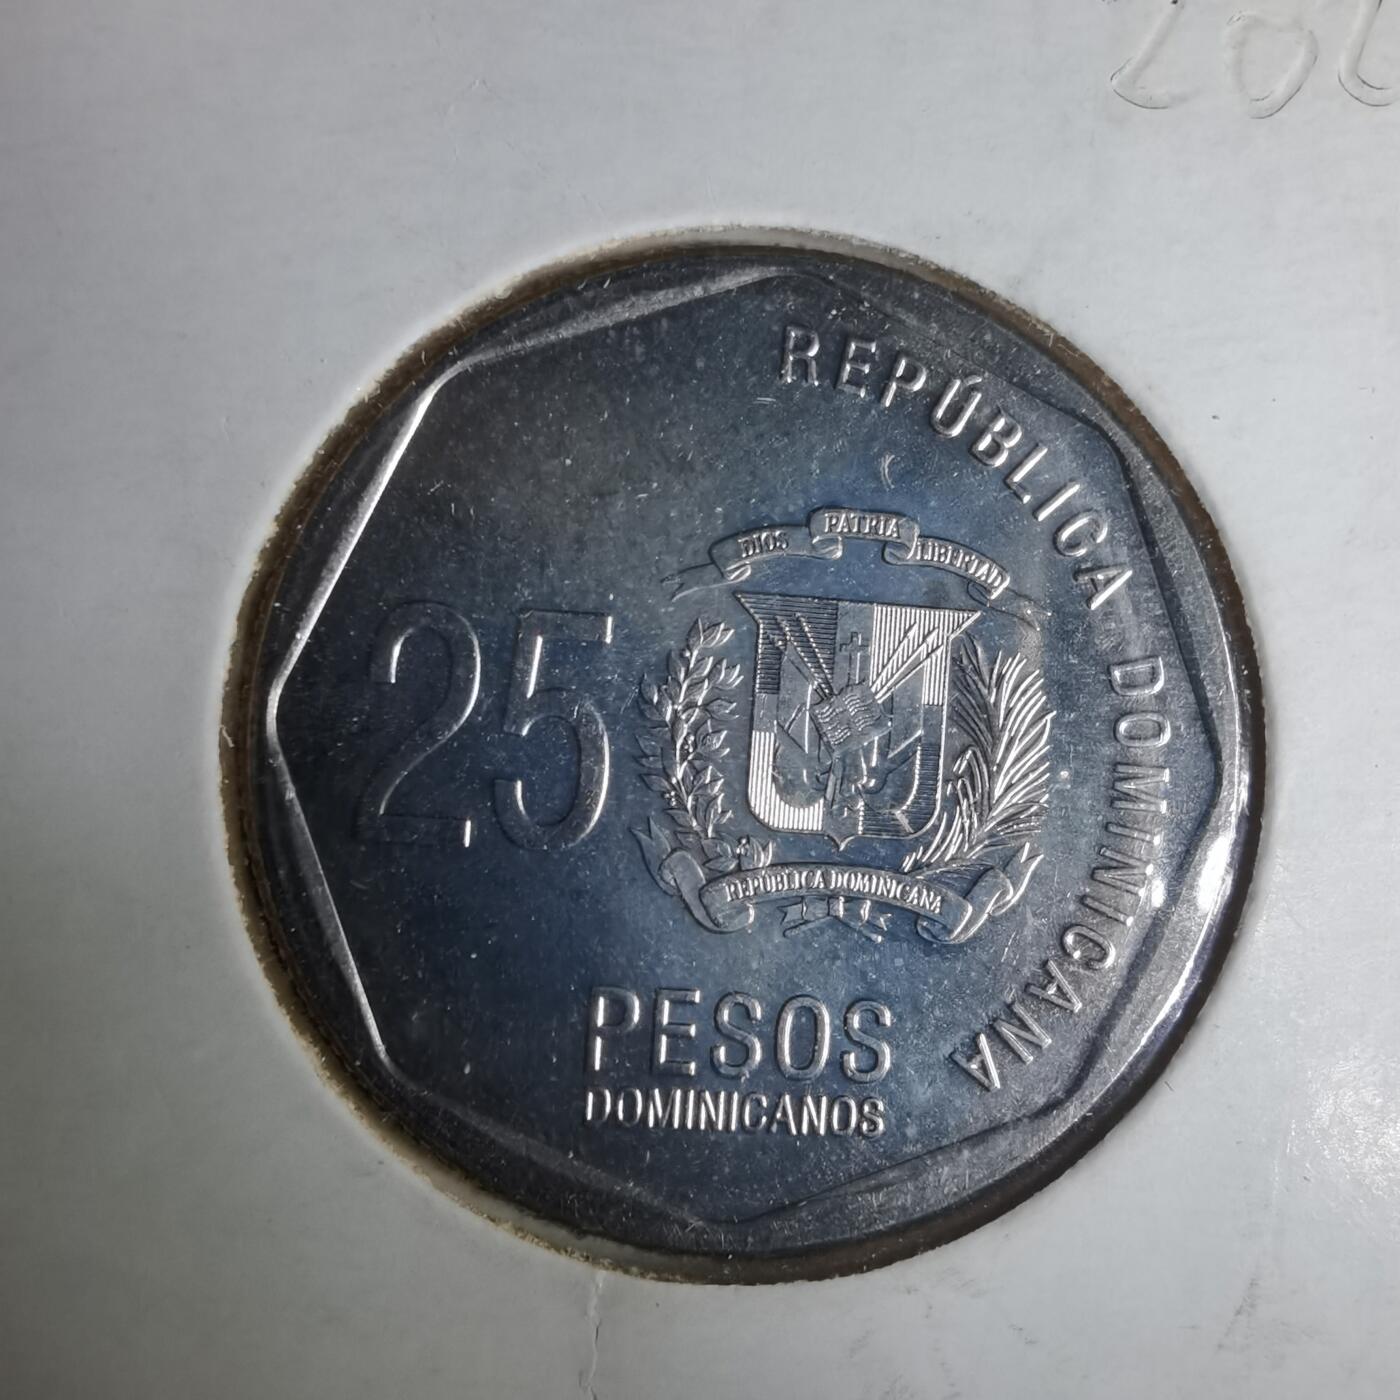 REPÚBLICA DOMINICANA
DIOS PATRIA LIBERTAD
25
REPÚBLICA DOMINICANA
PESOS
DOMINICANOS